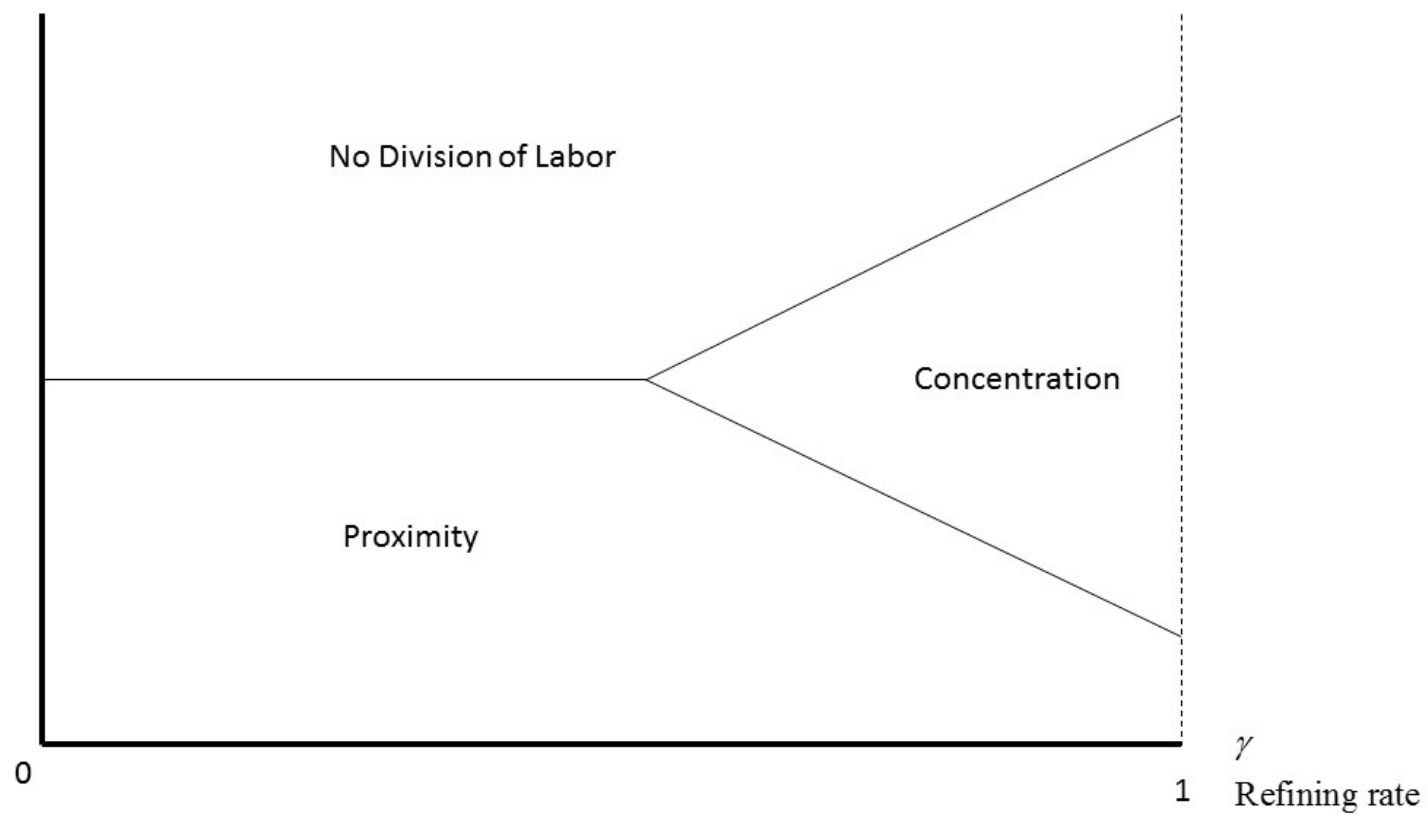 No Division of Labor
Concentration
Proximity
γ
0
1 Refining rate